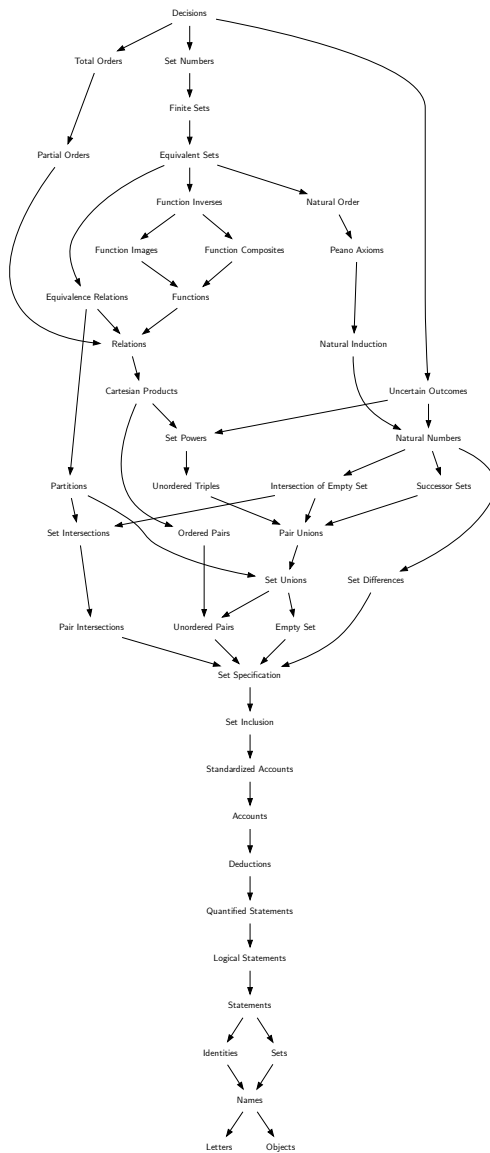 Decisions
Total Orders
Set Numbers
Finite Sets
Partial Orders
Equivalent Sets
Function Inverses
Natural Order
Function Images
Function Composites
Peano Axioms
Equivalence Relations
Functions
Relations
Natural Induction
Cartesian Products
Uncertain Outcomes
Set Powers
Natural Numbers
Partitions
Unordered Triples
Intersection of Empty Set
Successor Sets
Set Intersections
Ordered Pairs
Pair Unions
Set Unions
Set Differences
Pair Intersections
Unordered Pairs
Empty Set
Set Specification
Set Inclusion
Standardized Accounts
Accounts
Deductions
Quantified Statements
Logical Statements
Statements
Identities
Sets
Names
Letters
Objects